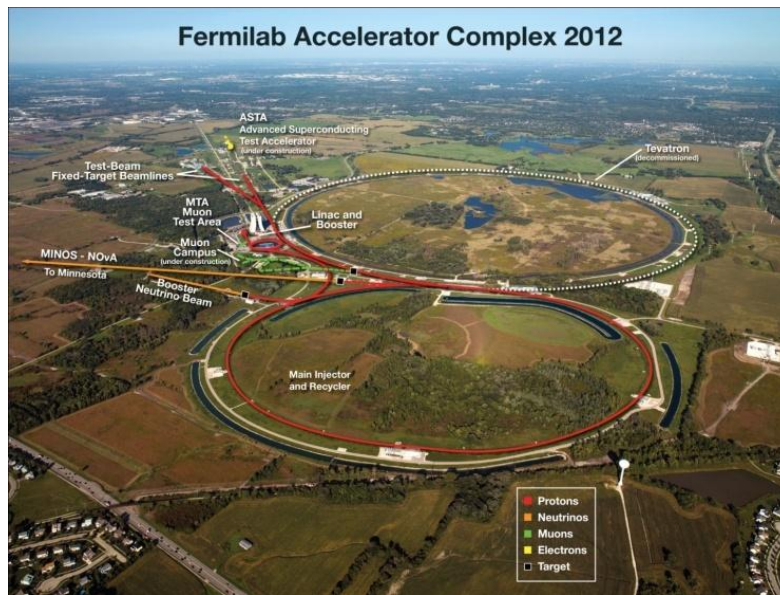 Fermilab Accelerator Complex 2012
ASTA
Advanced Superconducting
Test Accelerator
(under construction)
Tevatron
(decommissioned)
Test-Beam
Fixed-Target Beamlines
MTA
Muon
Test Area
Linac and
Booster
Muon
Campus
(under construction)
MINOS - NOvA
To Minnesota
Booster
Neutrino Beam
Main Injector
and Recycler
Protons
Neutrinos
Muons
Electrons
Target